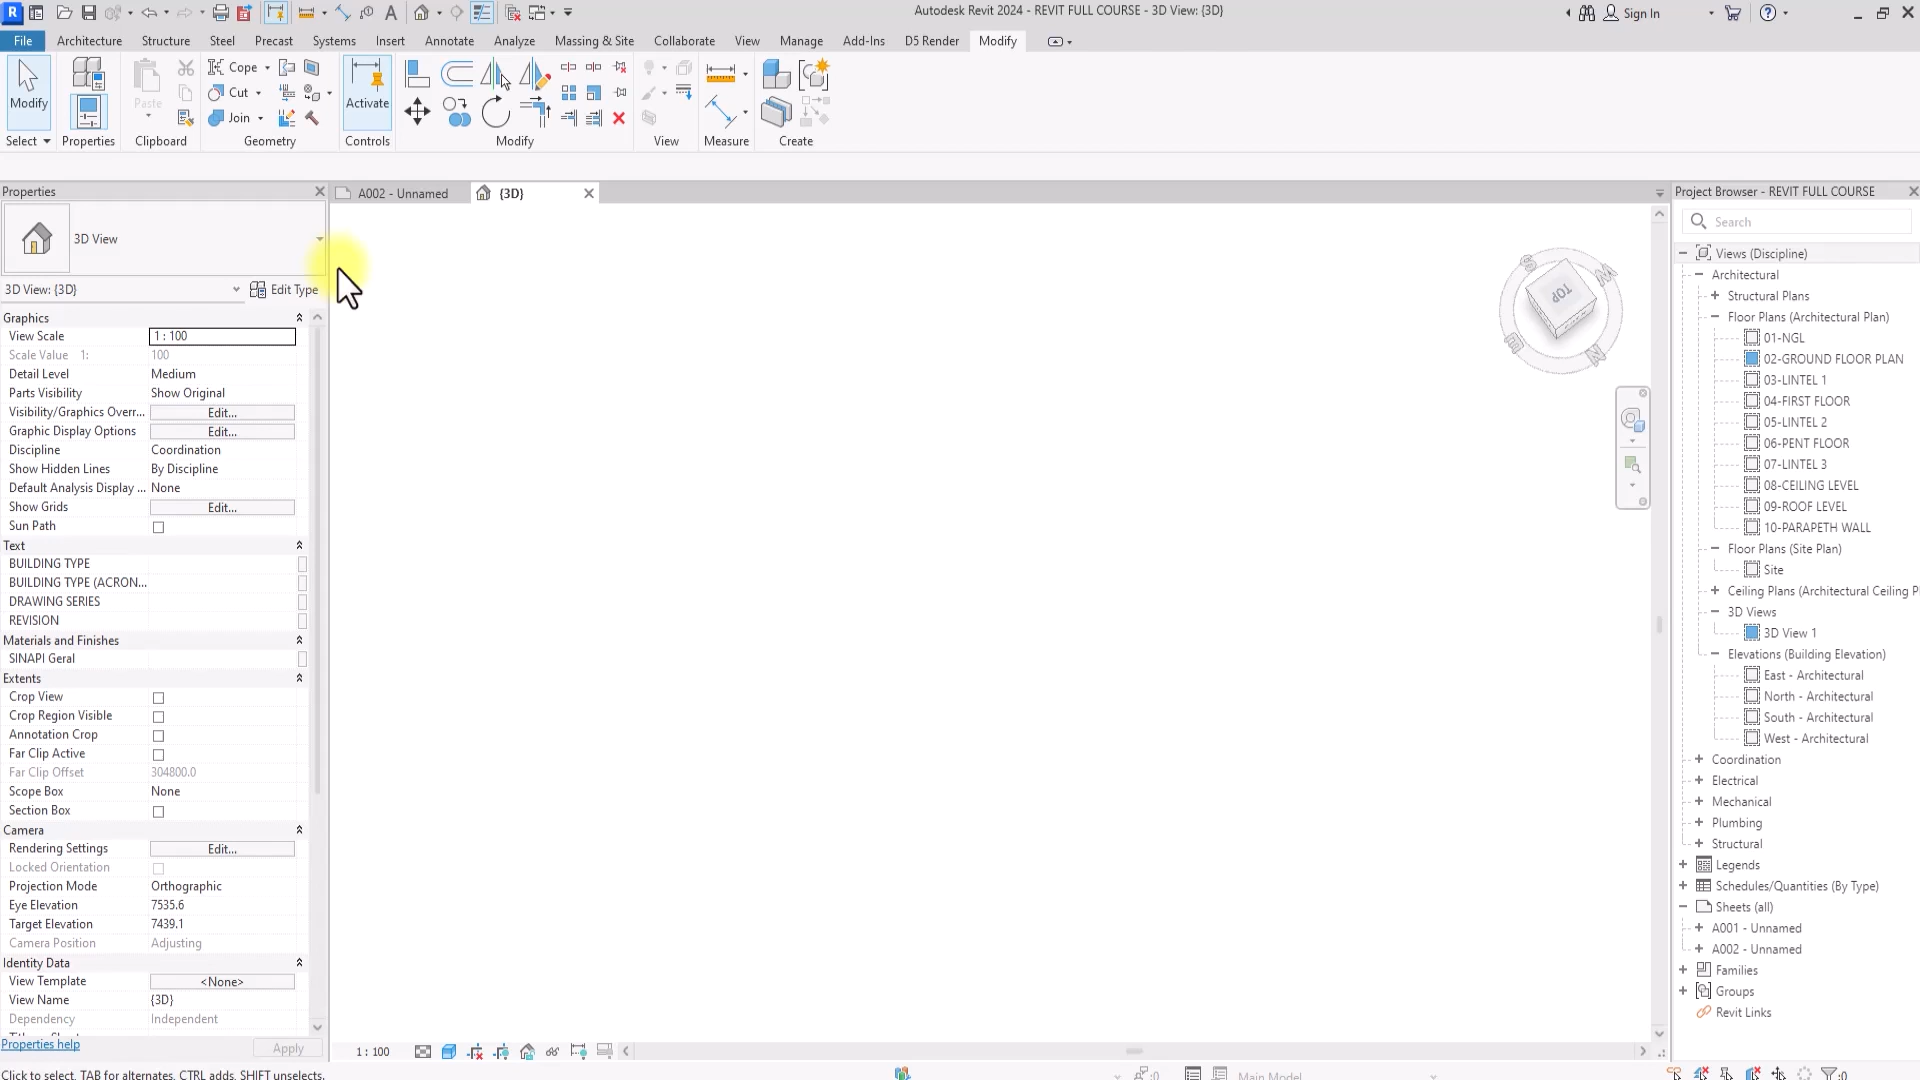 Autodesk Revit 2024 - REVIT FULL COURSE - 3D View: {3D}
Sign In
File Architecture Structure Steel Precast Systems Insert Annotate Analyze Massing & Site Collaborate View Manage Add-Ins D5 Render Modify
Modify Paste Cope Cut Join Activate
Select Properties Clipboard Geometry Controls Modify View Measure Create
Properties
A002 - Unnamed
{3D}
3D View
3D View: {3D}
Edit Type
Graphics
View Scale 1 : 100
Scale Value 1: 100
Detail Level Medium
Parts Visibility Show Original
Visibility/Graphics Overr... Edit...
Graphic Display Options Edit...
Discipline Coordination
Show Hidden Lines By Discipline
Default Analysis Display ... None
Show Grids Edit...
Sun Path
Text
BUILDING TYPE
BUILDING TYPE (ACRON...
DRAWING SERIES
REVISION
Materials and Finishes
SINAPI Geral
Extents
Crop View
Crop Region Visible
Annotation Crop
Far Clip Active
Far Clip Offset 304800.0
Scope Box None
Section Box
Camera
Rendering Settings Edit...
Locked Orientation
Projection Mode Orthographic
Eye Elevation 7535.6
Target Elevation 7439.1
Camera Position Adjusting
Identity Data
View Template <None>
View Name {3D}
Dependency Independent
Properties help
Apply
Click to select, TAB for alternates, CTRL adds, SHIFT unselects.
1 : 100
:0
Main Model
:0
TOP
S
W
E
N
Project Browser - REVIT FULL COURSE
Search
Views (Discipline)
Architectural
Structural Plans
Floor Plans (Architectural Plan)
01-NGL
02-GROUND FLOOR PLAN
03-LINTEL 1
04-FIRST FLOOR
05-LINTEL 2
06-PENT FLOOR
07-LINTEL 3
08-CEILING LEVEL
09-ROOF LEVEL
10-PARAPETH WALL
Floor Plans (Site Plan)
Site
Ceiling Plans (Architectural Ceiling P
3D Views
3D View 1
Elevations (Building Elevation)
East - Architectural
North - Architectural
South - Architectural
West - Architectural
Coordination
Electrical
Mechanical
Plumbing
Structural
Legends
Schedules/Quantities (By Type)
Sheets (all)
A001 - Unnamed
A002 - Unnamed
Families
Groups
Revit Links